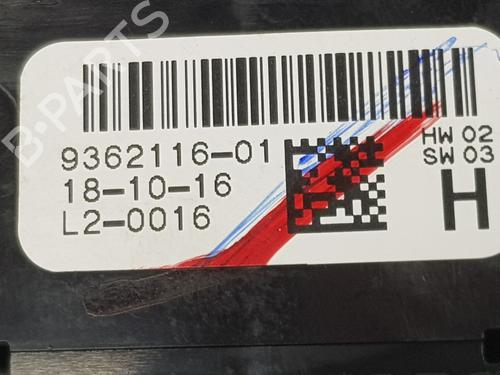 B-PARTS
9362116-01
18-10-16
L2-0016
HW 02
SW 03
H